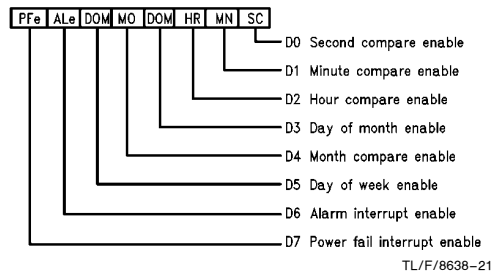 PFe ALe DOM MO DOM HR MN SC
D0 Second compare enable
D1 Minute compare enable
D2 Hour compare enable
D3 Day of month enable
D4 Month compare enable
D5 Day of week enable
D6 Alarm interrupt enable
D7 Power fail interrupt enable
TL/F/8638–21